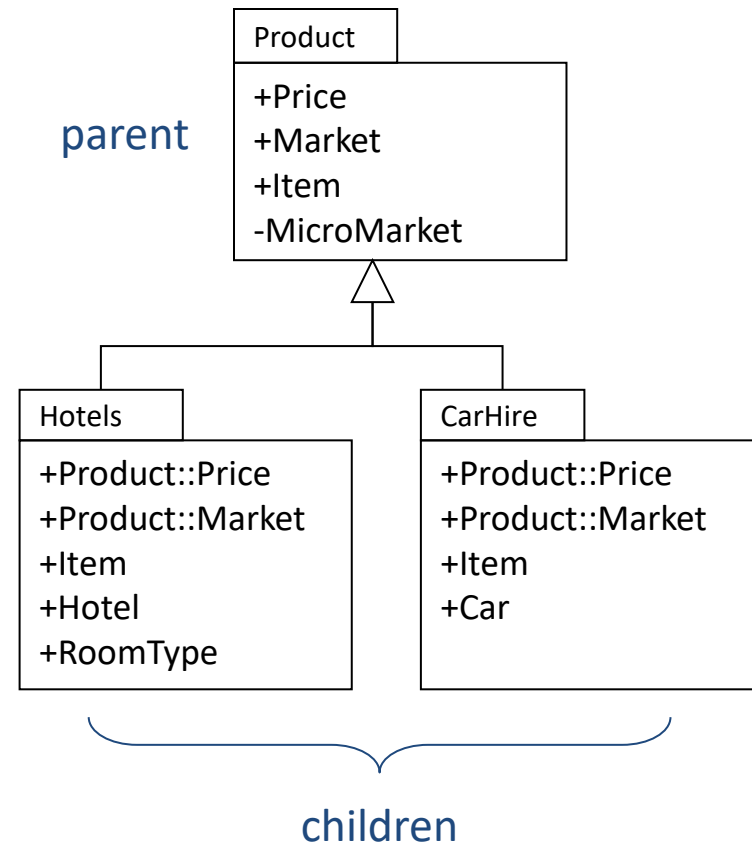 Product
+Price
+Market
+Item
-MicroMarket
parent
Hotels
+Product::Price
+Product::Market
+Item
+Hotel
+RoomType
CarHire
+Product::Price
+Product::Market
+Item
+Car
children